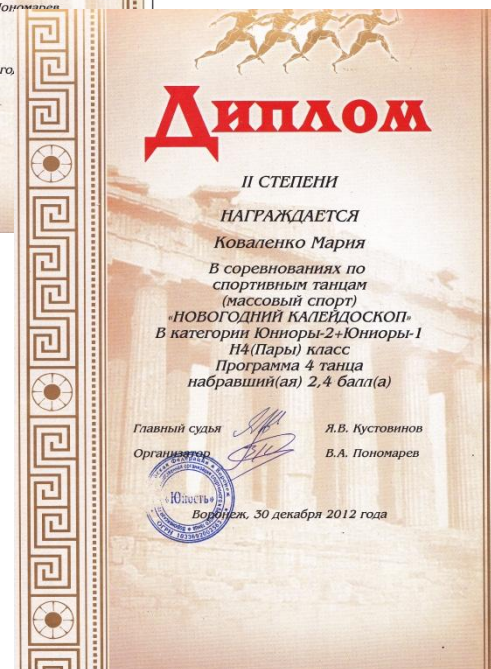 Пономарев
го,
Диплом
II СТЕПЕНИ
НАГРАЖДАЕТСЯ
Коваленко Мария
В соревнованиях по
спортивным танцам
(массовый спорт)
«НОВОГОДНИЙ КАЛЕЙДОСКОП»
В категории Юниоры-2+Юниоры-1
Н4(Пары) класс
Программа 4 танца
набравший(ая) 2,4 балл(а)
Главный судья Я.В. Кустовинов
Организатор В.А. Пономарев
«Юность»
Воронеж, 30 декабря 2012 года